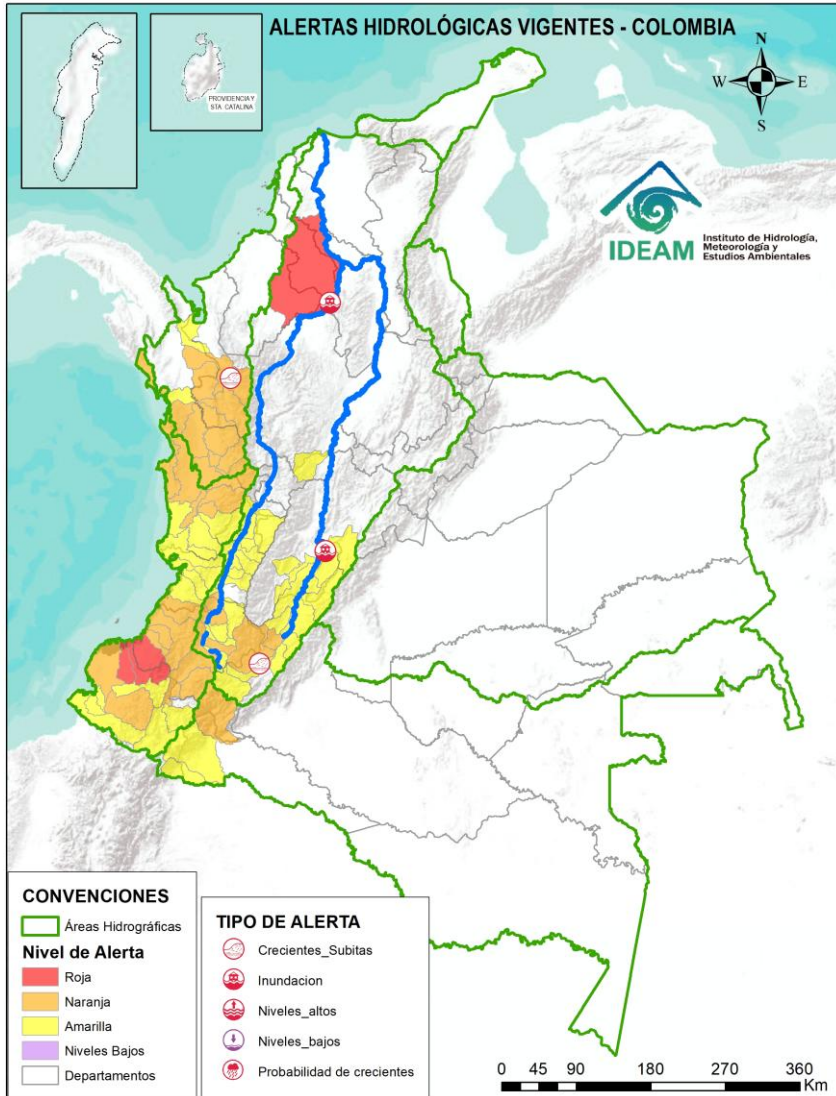 ALERTAS HIDROLÓGICAS VIGENTES - COLOMBIA
PROVIDENCIA Y
STA. CATALINA
N
W
E
S
IDEAM
Instituto de Hidrología,
Meteorología y
Estudios Ambientales
CONVENCIONES
Áreas Hidrográficas
Nivel de Alerta
Roja
Naranja
Amarilla
Niveles Bajos
Departamentos
TIPO DE ALERTA
Crecientes_Subitas
Inundacion
Niveles_altos
Niveles_bajos
Probabilidad de crecientes
0 45 90 180 270 360
Km